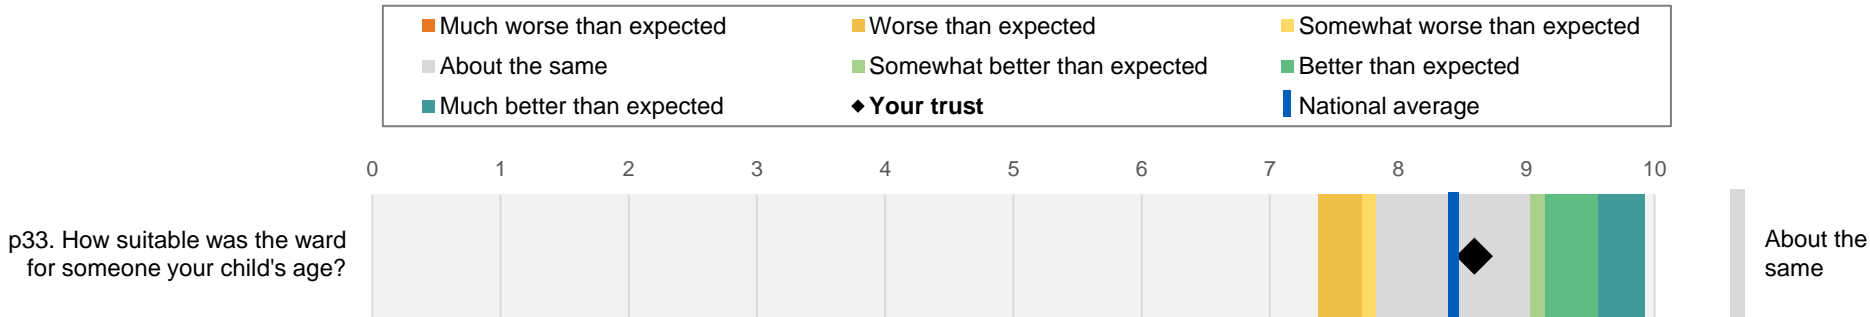 Much worse than expected
Worse than expected
Somewhat worse than expected
About the same
Somewhat better than expected
Better than expected
Much better than expected
Your trust
National average
0 1 2 3 4 5 6 7 8 9 10
p33. How suitable was the ward
for someone your child's age?
About the
same